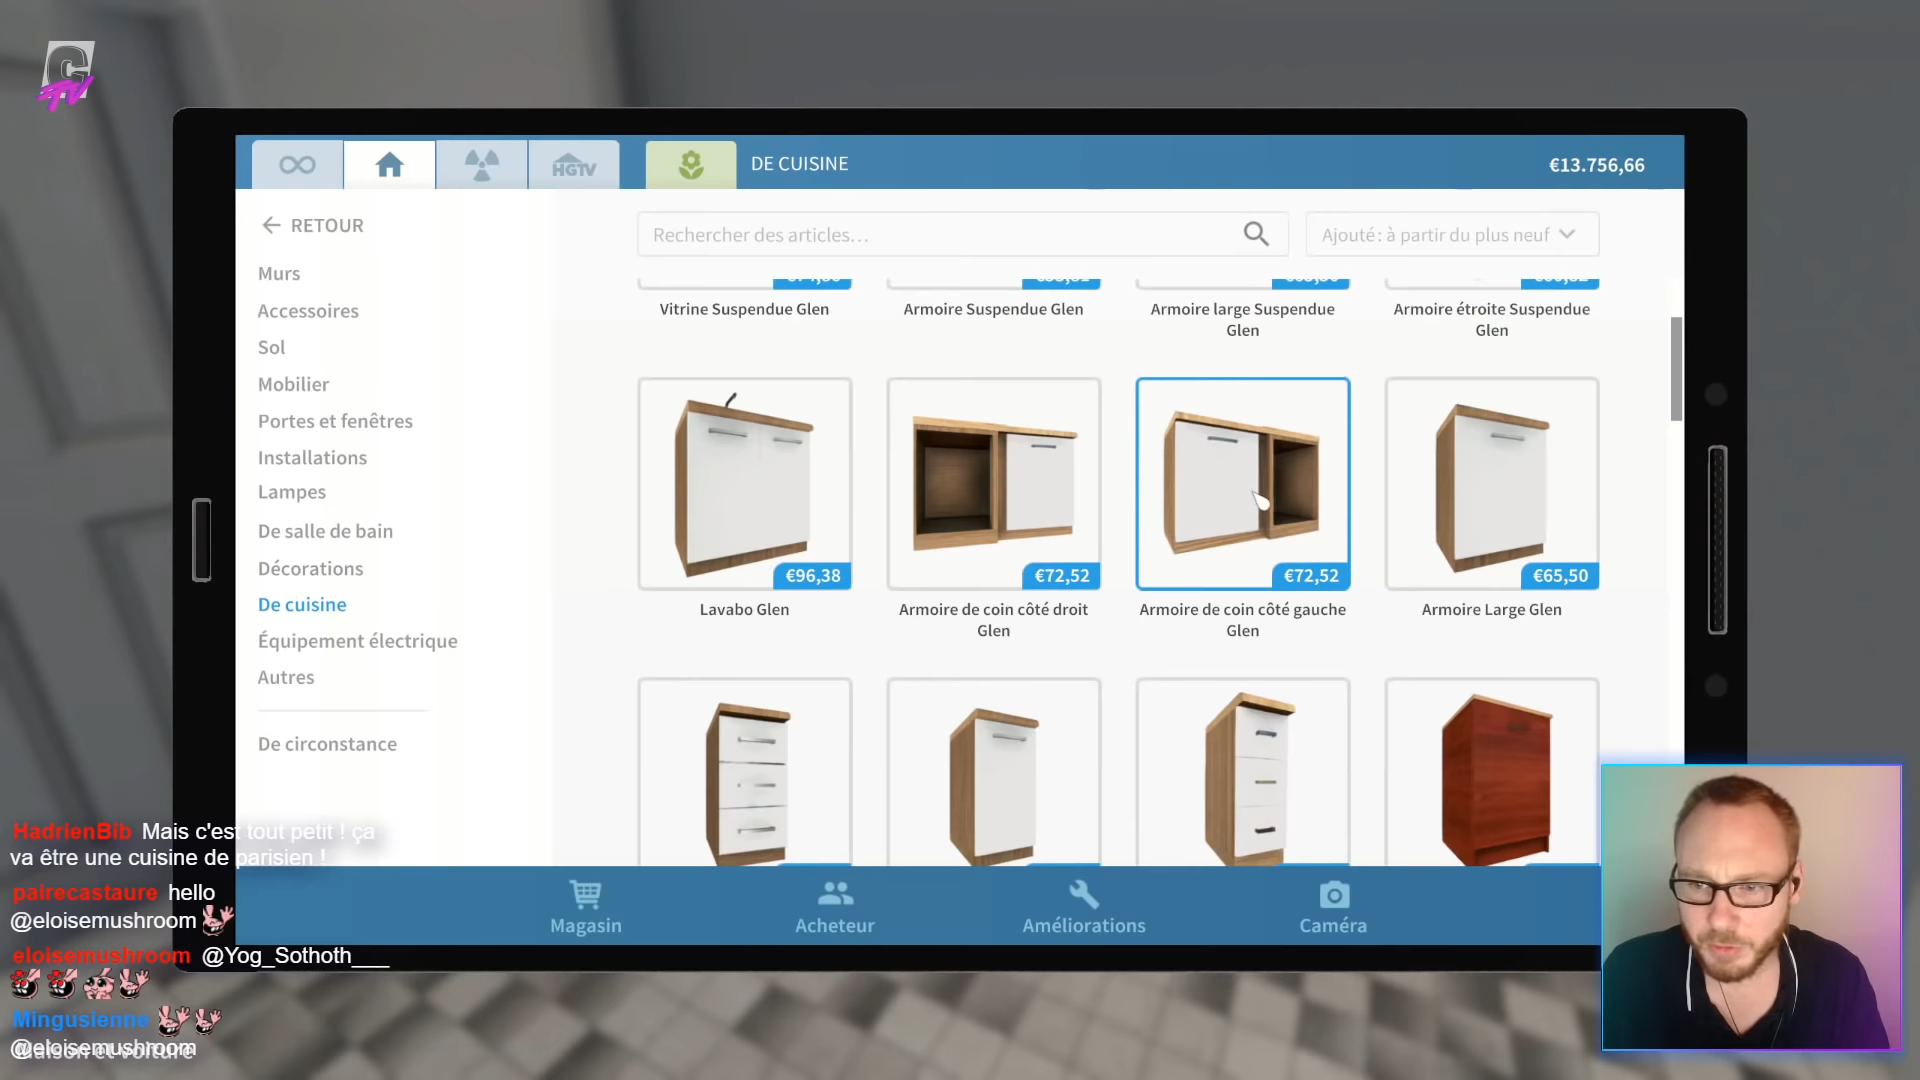 C
TV
HGTV
DE CUISINE
€13.756,66
RETOUR
Rechercher des articles...
Ajouté : à partir du plus neuf
Murs
Accessoires
Sol
Mobilier
Portes et fenêtres
Installations
Lampes
De salle de bain
Décorations
De cuisine
Équipement électrique
Autres
De circonstance
Vitrine Suspendue Glen
Armoire Suspendue Glen
Armoire large Suspendue
Glen
Armoire étroite Suspendue
Glen
€96,38
€72,52
€72,52
€65,50
Lavabo Glen
Armoire de coin côté droit
Glen
Armoire de coin côté gauche
Glen
Armoire Large Glen
HadrienBib Mais c'est tout petit ! ça
va être une cuisine de parisien !
palrecastaure hello
@eloisemushroom
eloisemushroom @Yog_Sothoth___
Mingusienne
@eloisemushroom
Magasin
Acheteur
Améliorations
Caméra